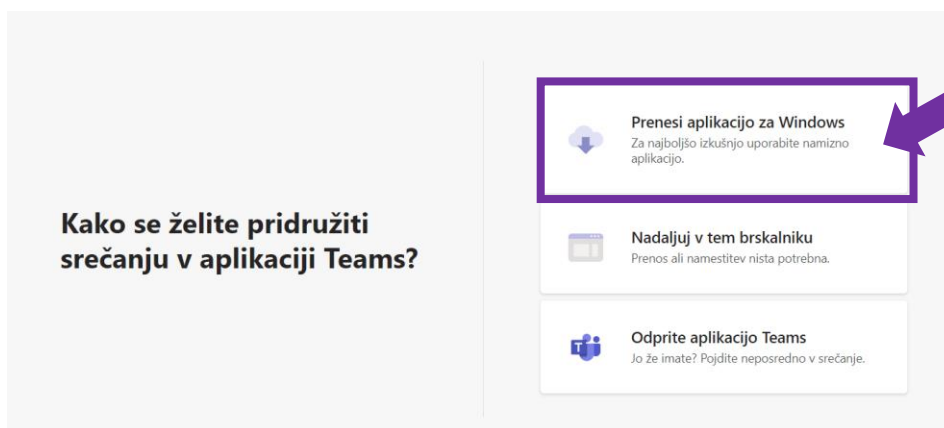 Kako se želite pridružiti
srečanju v aplikaciji Teams?
Prenesi aplikacijo za Windows
Za najboljšo izkušnjo uporabite namizno
aplikacijo.
Nadaljuj v tem brskalniku
Prenos ali namestitev nista potrebna.
Odprite aplikacijo Teams
Jo že imate? Pojdite neposredno v srečanje.